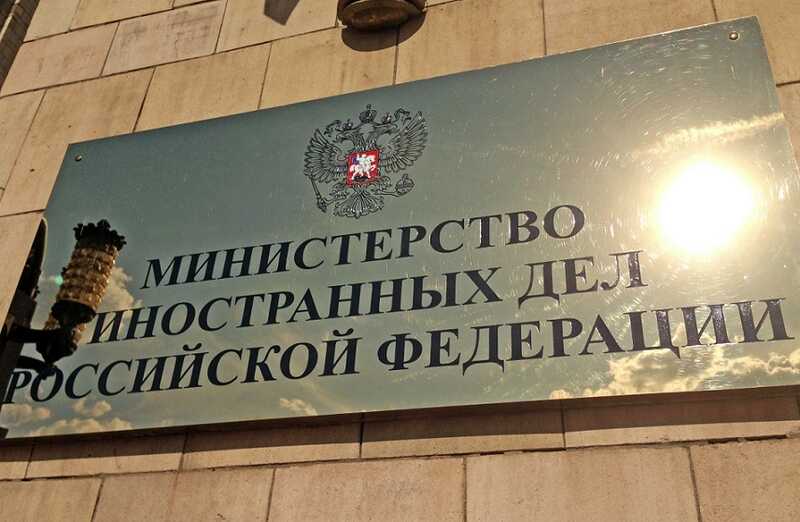 МИНИСТЕРСТВО
ИНОСТРАННЫХ ДЕЛ
РОССИЙСКОЙ ФЕДЕРАЦИИ